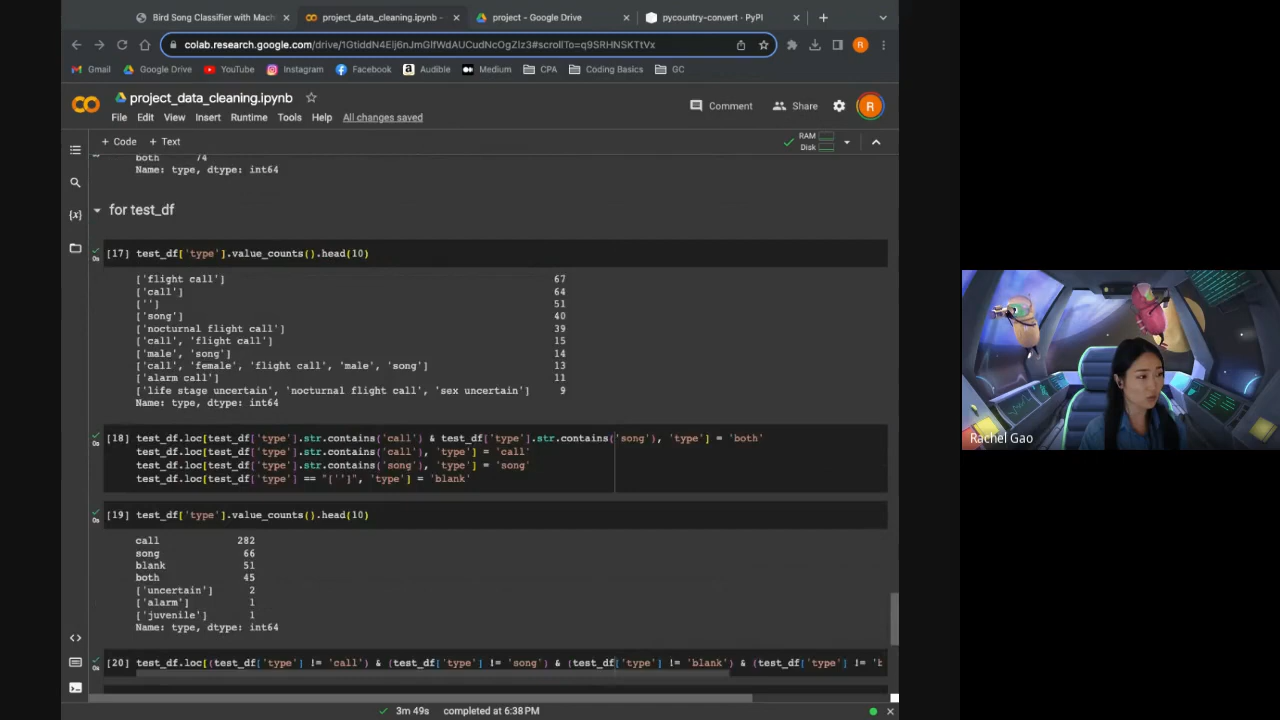 Bird Song Classifier with Mach
project_data_cleaning.ipynb -
project - Google Drive
pycountry-convert · PyPI
colab.research.google.com/drive/1GtiddN4Elj6nJmGlfWdAUCudNcOgZIz3#scrollTo=q9SRHNSKTtVx
R
Gmail
Google Drive
YouTube
Instagram
Facebook
Audible
Medium
CPA
Coding Basics
GC
project_data_cleaning.ipynb
Comment
Share
R
File Edit View Insert Runtime Tools Help All changes saved
+ Code + Text
RAM
Disk
both 74
Name: type, dtype: int64
for test_df
[17] test_df['type'].value_counts().head(10)
0s
['flight call'] 67
['call'] 64
[''] 51
['song'] 40
['nocturnal flight call'] 39
['call', 'flight call'] 15
['male', 'song'] 14
['call', 'female', 'flight call', 'male', 'song'] 13
['alarm call'] 11
['life stage uncertain', 'nocturnal flight call', 'sex uncertain'] 9
Name: type, dtype: int64
[18] test_df.loc[test_df['type'].str.contains('call') & test_df['type'].str.contains('song'), 'type'] = 'both'
0s
test_df.loc[test_df['type'].str.contains('call'), 'type'] = 'call'
test_df.loc[test_df['type'].str.contains('song'), 'type'] = 'song'
test_df.loc[test_df['type'] == "['']", 'type'] = 'blank'
[19] test_df['type'].value_counts().head(10)
0s
call 282
song 66
blank 51
both 45
['uncertain'] 2
['alarm'] 1
['juvenile'] 1
Name: type, dtype: int64
[20] test_df.loc[(test_df['type'] != 'call') & (test_df['type'] != 'song') & (test_df['type'] != 'blank') & (test_df['type'] != 'b
0s
3m 49s completed at 6:38PM
Rachel Gao